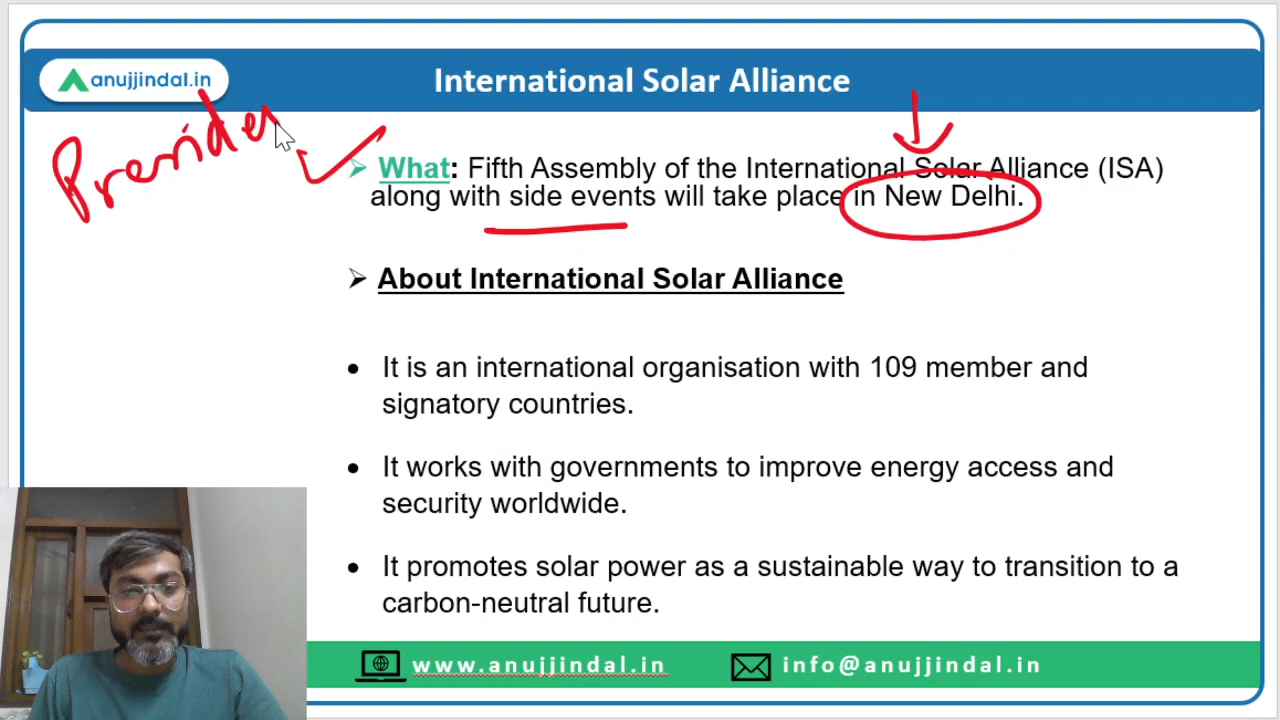 anujjindal.in
International Solar Alliance
Presiden
What: Fifth Assembly of the International Solar Alliance (ISA)
along with side events will take place in New Delhi.
About International Solar Alliance
It is an international organisation with 109 member and
signatory countries.
It works with governments to improve energy access and
security worldwide.
It promotes solar power as a sustainable way to transition to a
carbon-neutral future.
www.anujjindal.in
info@anujjindal.in